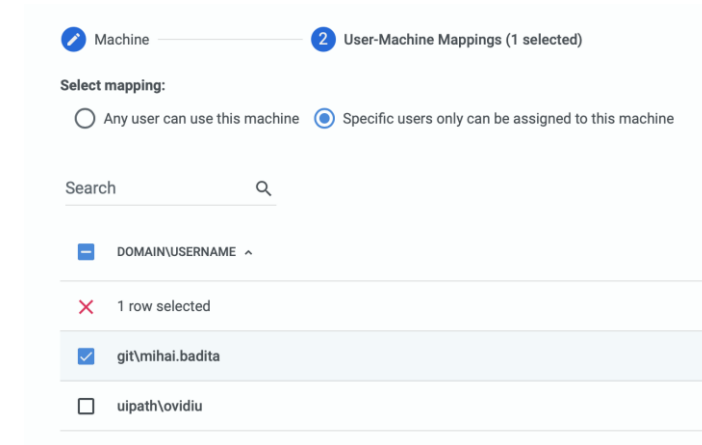 Machine
2 User-Machine Mappings (1 selected)
Select mapping:
Any user can use this machine
Specific users only can be assigned to this machine
Search
DOMAIN\USERNAME
1 row selected
git\mihai.badita
uipath\ovidiu